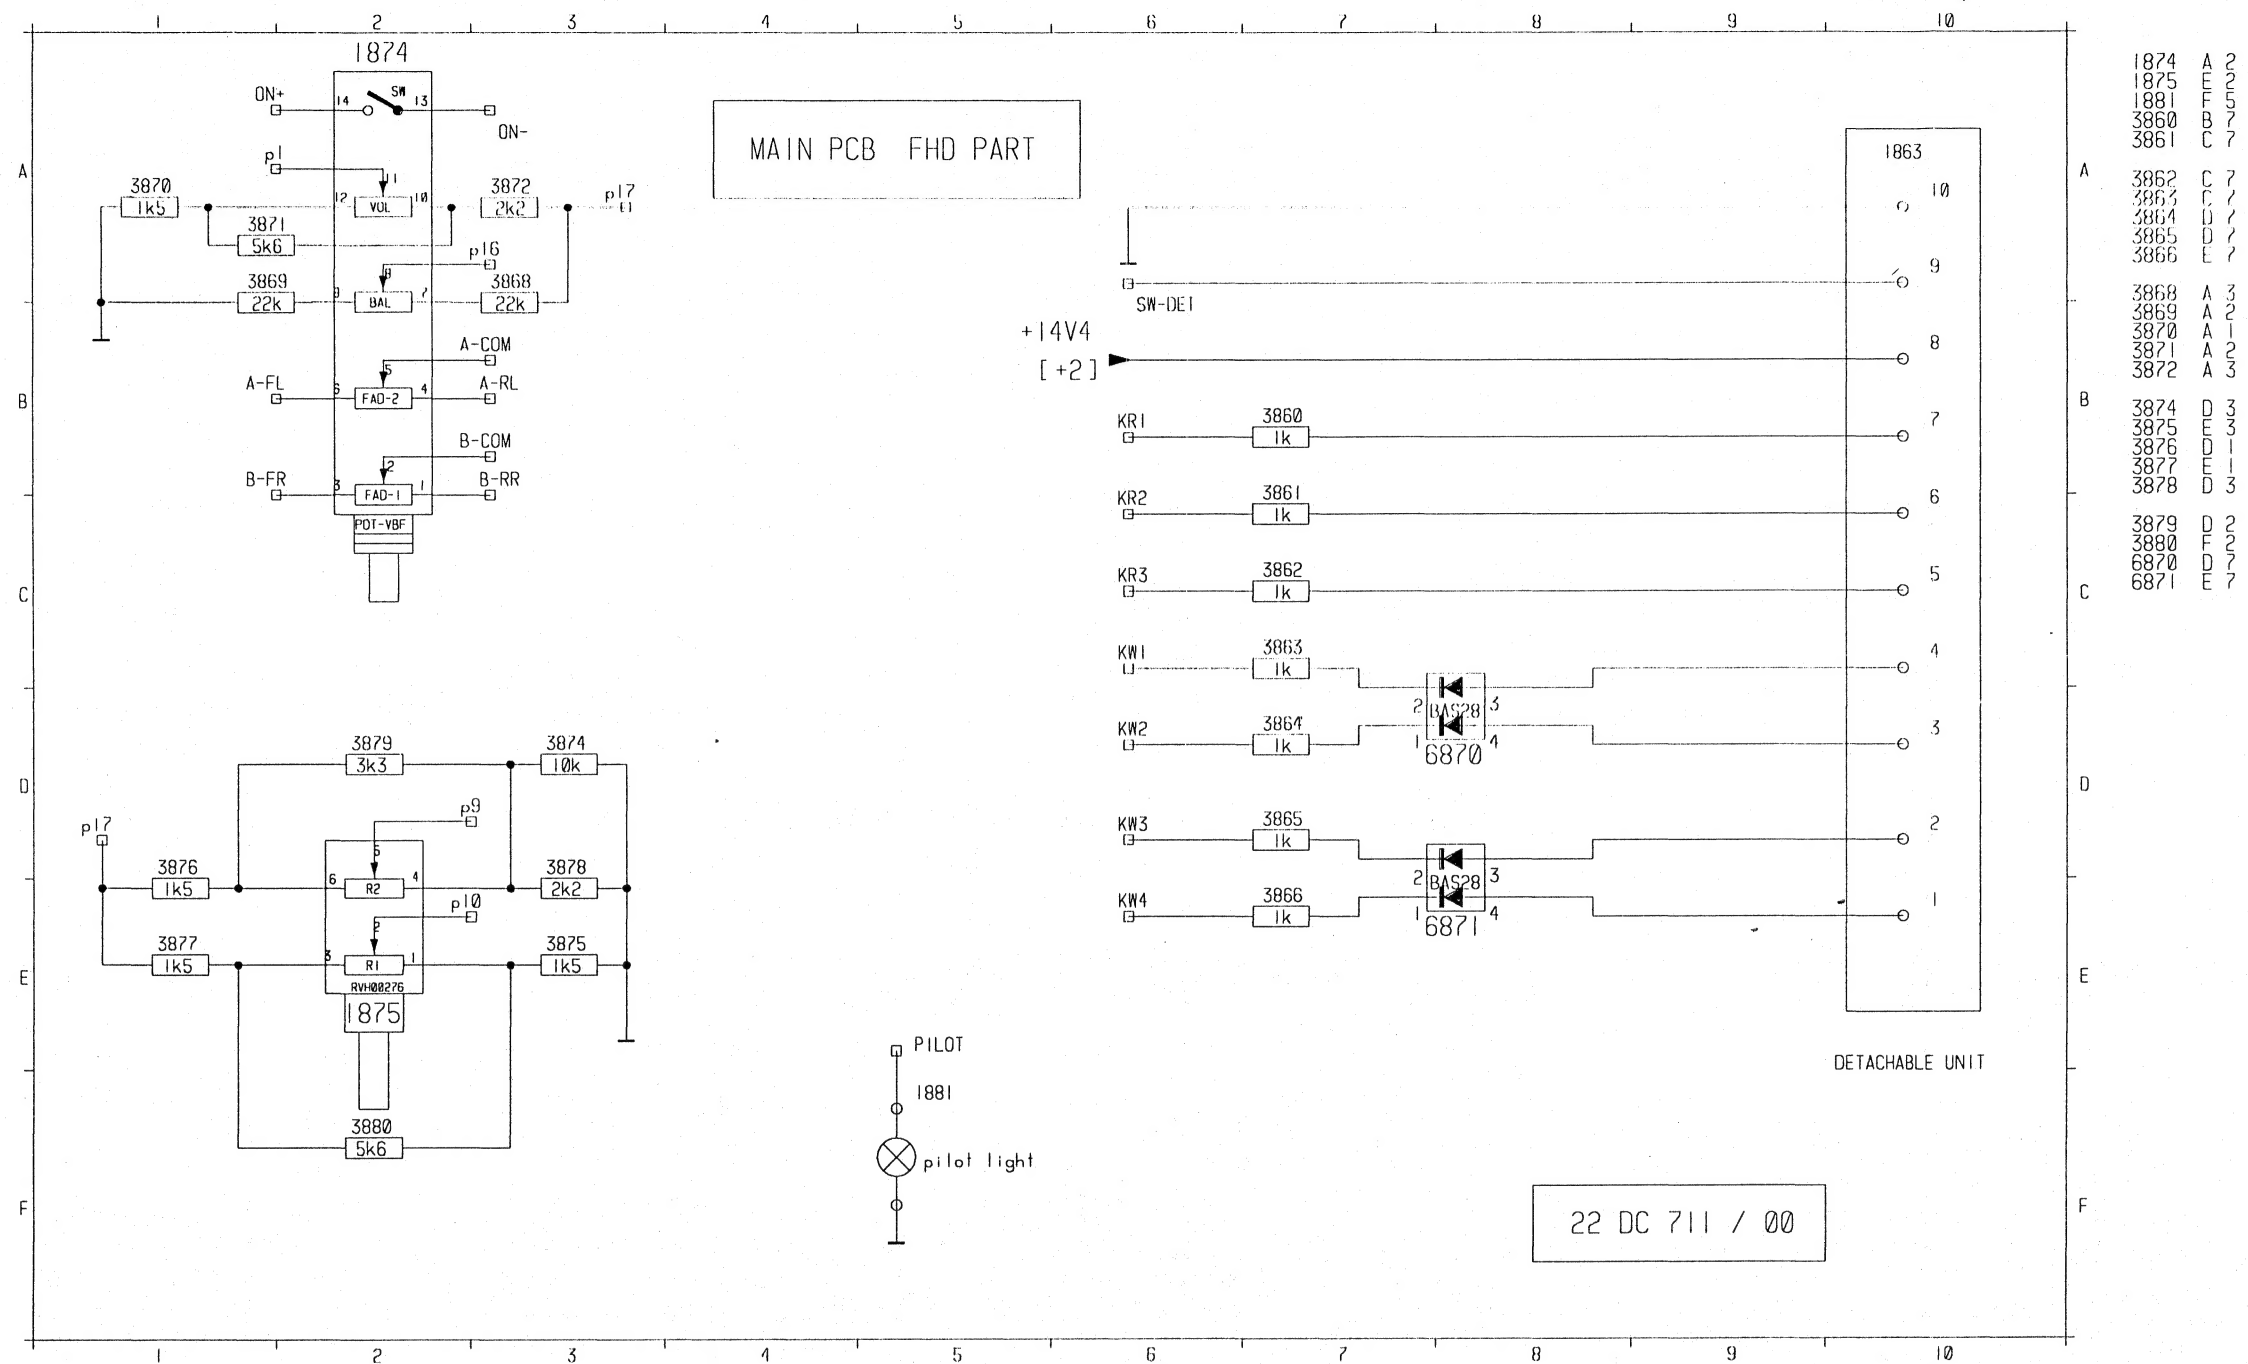 1 2 3 4 5 6 7 8 9 10
1874
ON+ 14 SW 13
ON-
p1
11
3870 12 VOL 10 3872 p17
1k5 2k2
3871
5k6
p16
8
3869 9 BAL 7 3868
22k 22k
A-COM
5
A-FL 6 FAD-2 4 A-RL
B-COM
2
B-FR 3 FAD-1 1 B-RR
POT-VBF
MAIN PCB FHD PART
1863
10
9
SW-DET
+14V4
[+2]
8
KR1 3860 7
1k
KR2 3861 6
1k
KR3 3862 5
1k
KW1 3863 4
1k
2 BAS28 3
KW2 3864 3
1k
1 4
6870
KW3 3865 2
1k
2 BAS28 3
KW4 3866 1
1k
1 4
6871
DETACHABLE UNIT
3879 3874
3k3 10k
p9
p17
5
3876 6 R2 4 3878
1k5 2k2
p10
2
3877 3 R1 1 3875
1k5 1k5
RVH00276
1875
3880
5k6
PILOT
1881
pilot light
22 DC 711 / 00
A
B
C
D
E
F
A
B
C
D
E
F
1 2 3 4 5 6 7 8 9 10
1874 A 2
1875 E 2
1881 F 5
3860 B 7
3861 C 7
3862 C 7
3863 C 7
3864 D 7
3865 D 7
3866 E 7
3868 A 3
3869 A 2
3870 A 1
3871 A 2
3872 A 3
3874 D 3
3875 E 3
3876 D 1
3877 E 1
3878 D 3
3879 D 2
3880 F 2
6870 D 7
6871 E 7